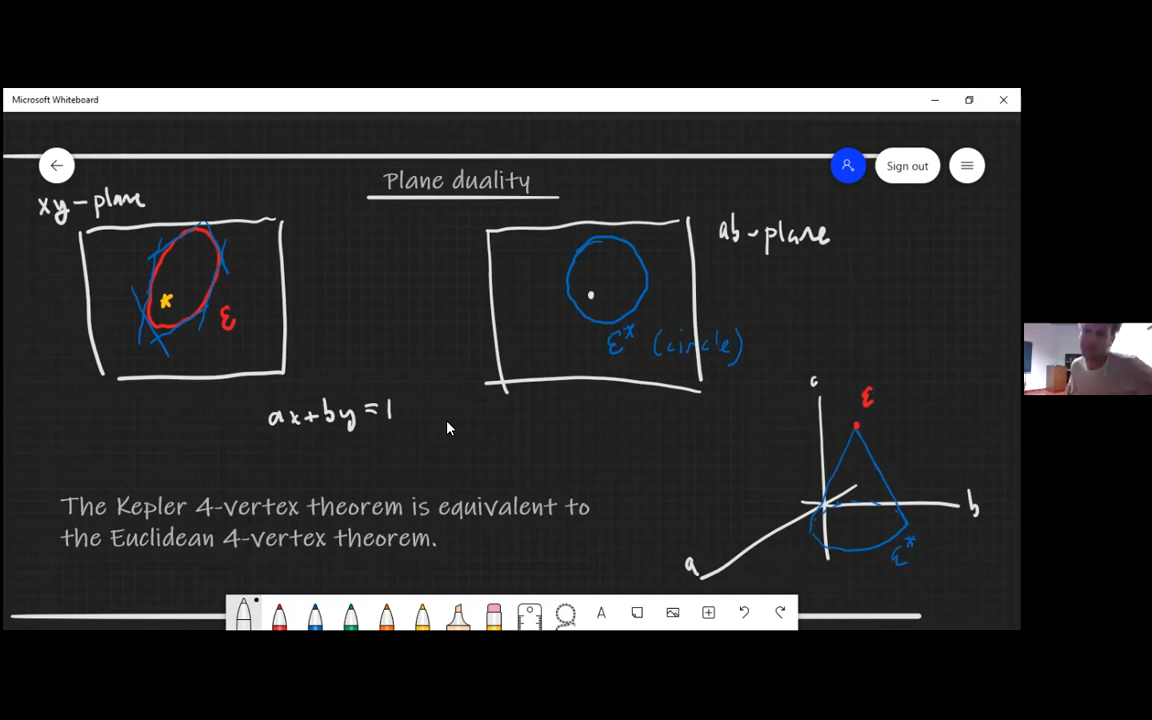 Microsoft Whiteboard
Sign out
Plane duality
xy-plane
ab-plane
ε
ε* (circle)
ax+by=1
c
ε
b
a
ε*
The Kepler 4-vertex theorem is equivalent to
the Euclidean 4-vertex theorem.
A